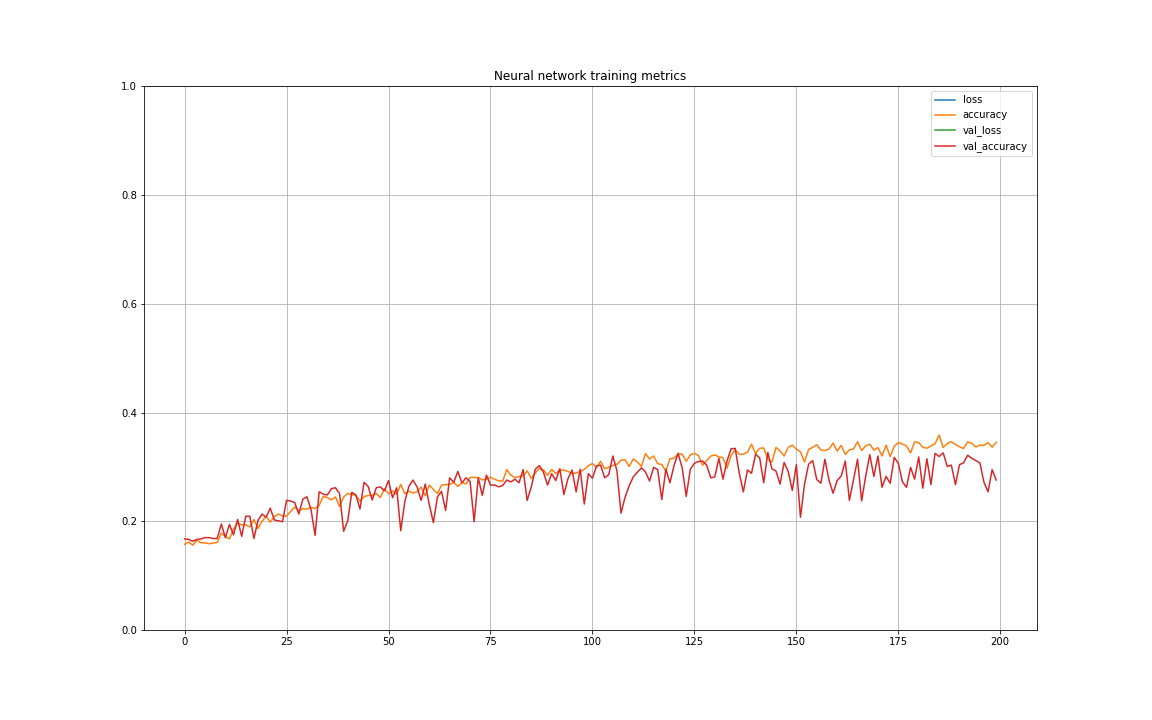 Neural network training metrics
loss
accuracy
val_loss
val_accuracy
1.0
0.8
0.6
0.4
0.2
0.0
0 25 50 75 100 125 150 175 200